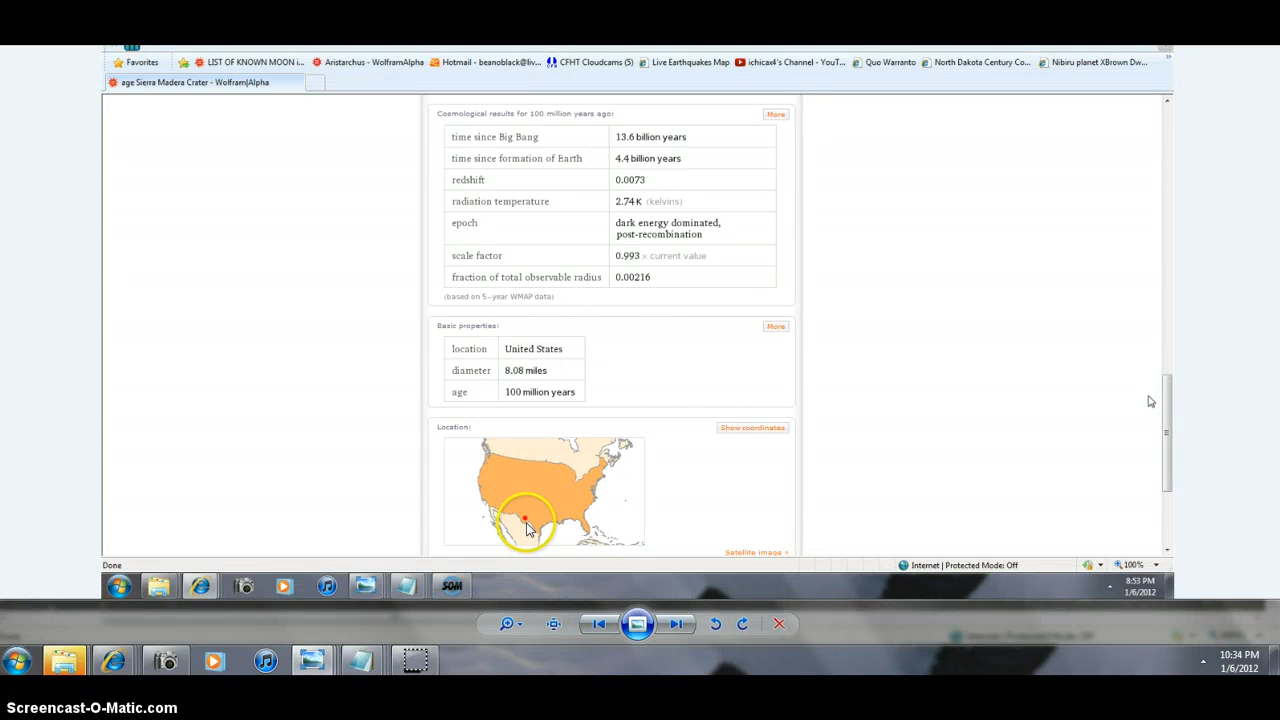 Favorites LIST OF KNOWN MOON i... Aristarchus - WolframAlpha Hotmail - beanoblack@liv... CFHT Cloudcams (5) Live Earthquakes Map ichicax4's Channel - YouT... Quo Warranto North Dakota Century Co... Nibiru planet XBrown Dw... »
age Sierra Madera Crater - Wolfram|Alpha
Cosmological results for 100 million years ago: More
time since Big Bang 13.6 billion years
time since formation of Earth 4.4 billion years
redshift 0.0073
radiation temperature 2.74 K (kelvins)
epoch dark energy dominated,
post-recombination
scale factor 0.993 × current value
fraction of total observable radius 0.00216
(based on 5-year WMAP data)
Basic properties: More
location United States
diameter 8.08 miles
age 100 million years
Location: Show coordinates
Satellite image »
Done Internet | Protected Mode: Off 100%
SOM 8:53 PM
1/6/2012
10:34 PM
1/6/2012
Screencast-O-Matic.com